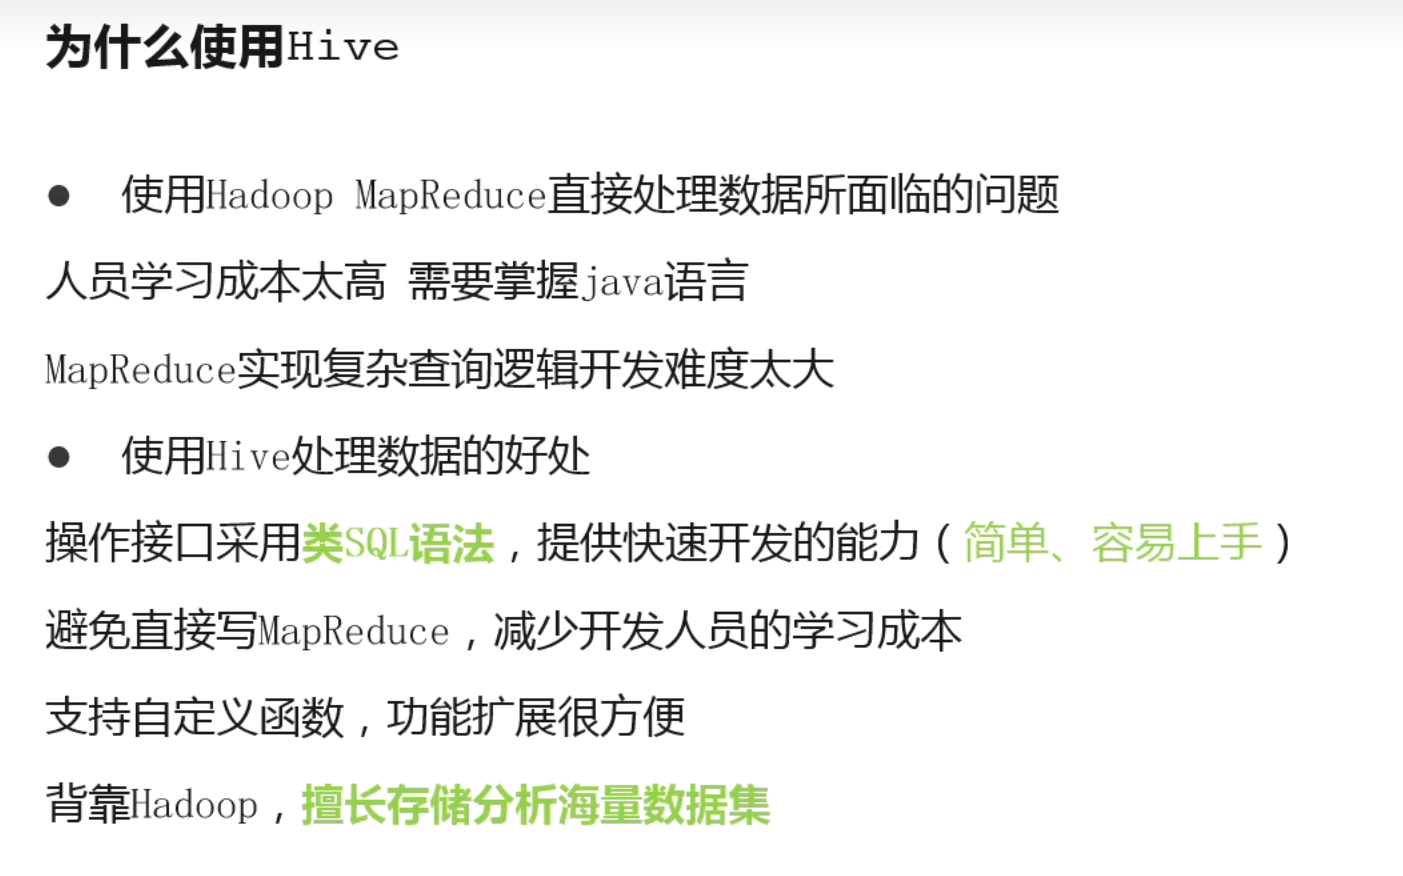 为什么使用Hive
● 使用Hadoop MapReduce直接处理数据所面临的问题
人员学习成本太高 需要掌握java语言
MapReduce实现复杂查询逻辑开发难度太大
● 使用Hive处理数据的好处
操作接口采用类SQL语法，提供快速开发的能力（简单、容易上手）
避免直接写MapReduce，减少开发人员的学习成本
支持自定义函数，功能扩展很方便
背靠Hadoop，擅长存储分析海量数据集